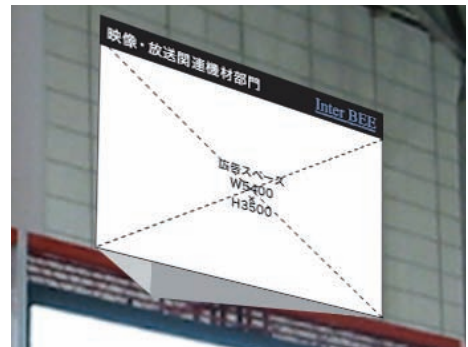 映像・放送関連機材部門
Inter BEE
広告スペース
W5400
×
H3500